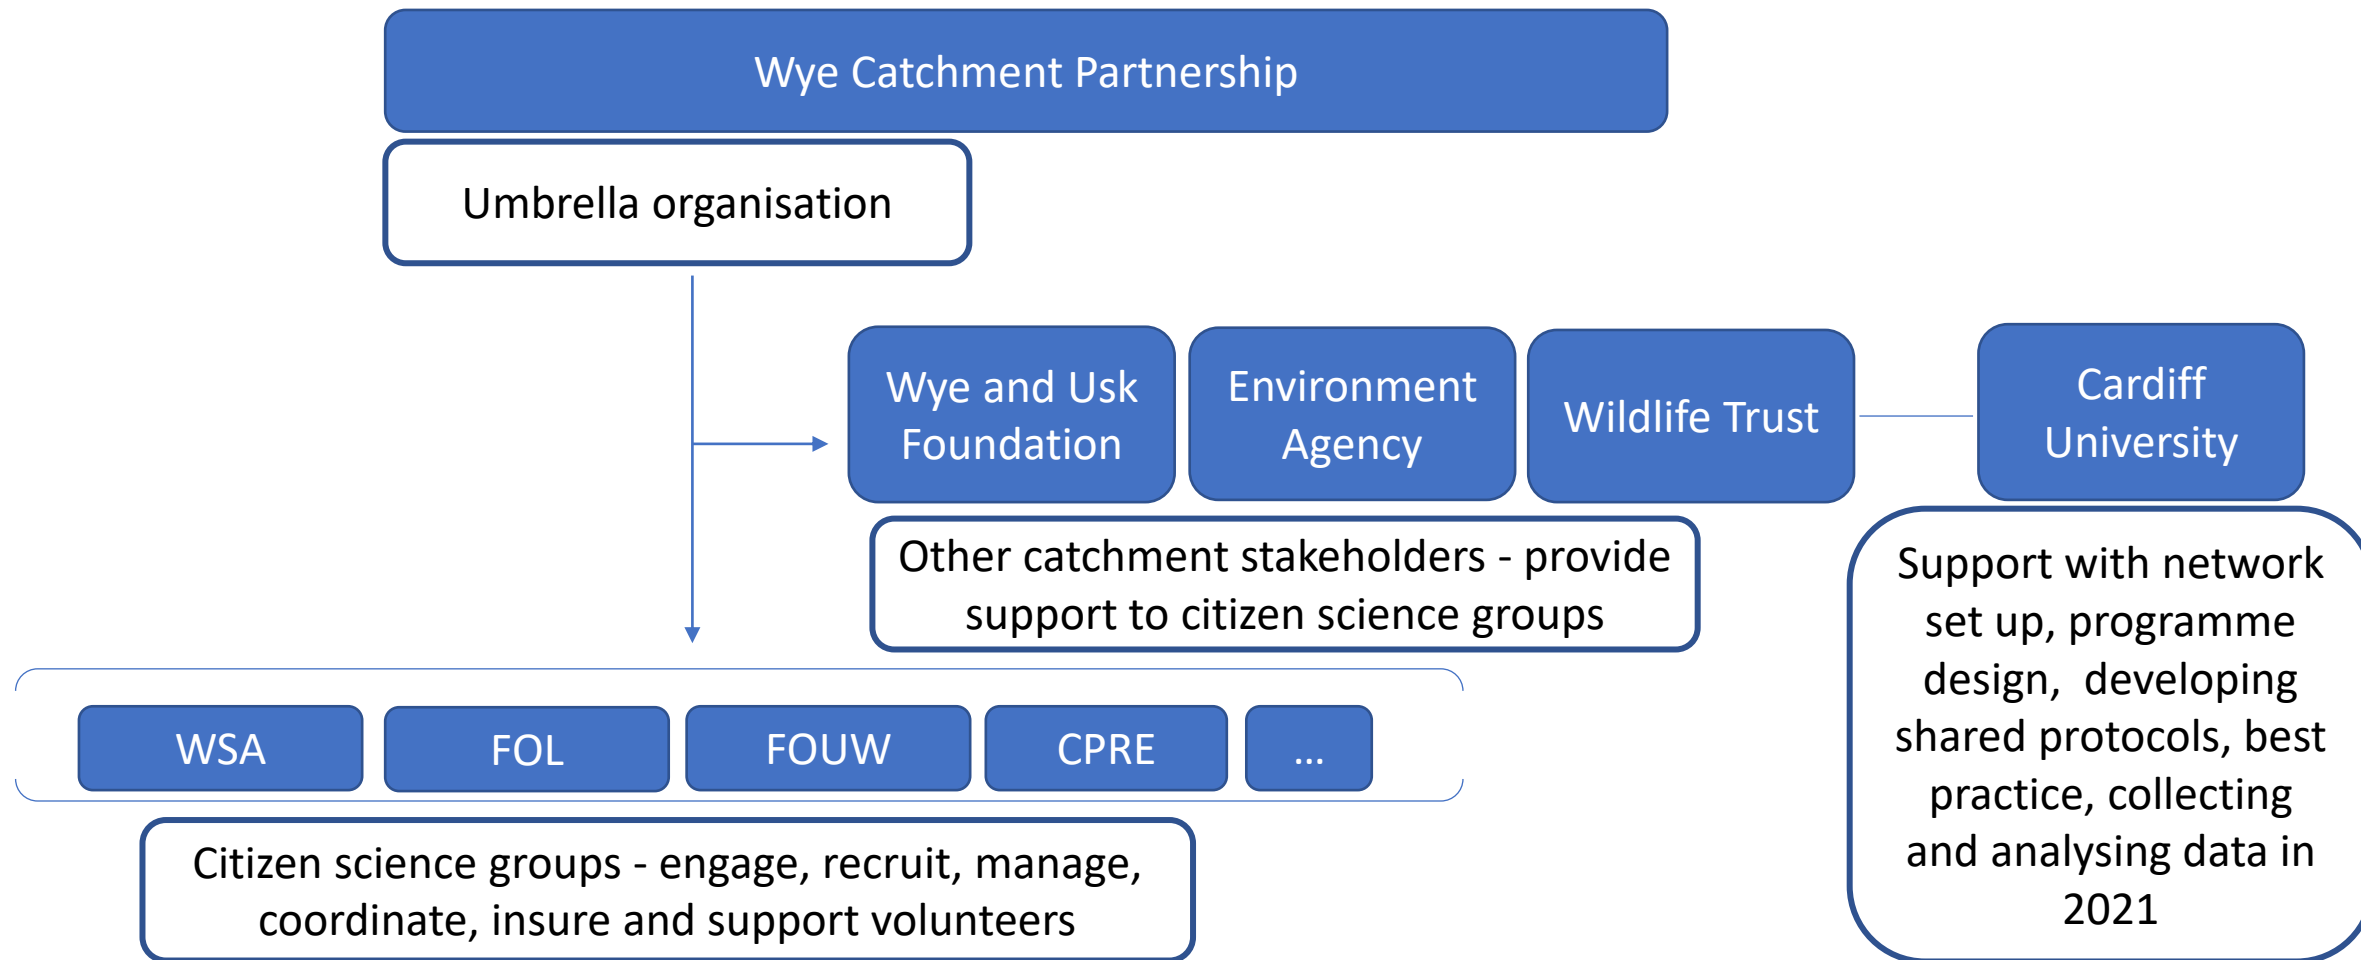 Wye Catchment Partnership
Umbrella organisation
Wye and Usk
Foundation
Environment
Agency
Wildlife Trust
Cardiff
University
Other catchment stakeholders - provide
support to citizen science groups
Support with network
set up, programme
design,  developing
shared protocols, best
practice, collecting
and analysing data in
2021
WSA
FOL
FOUW
CPRE
...
Citizen science groups - engage, recruit, manage,
coordinate, insure and support volunteers